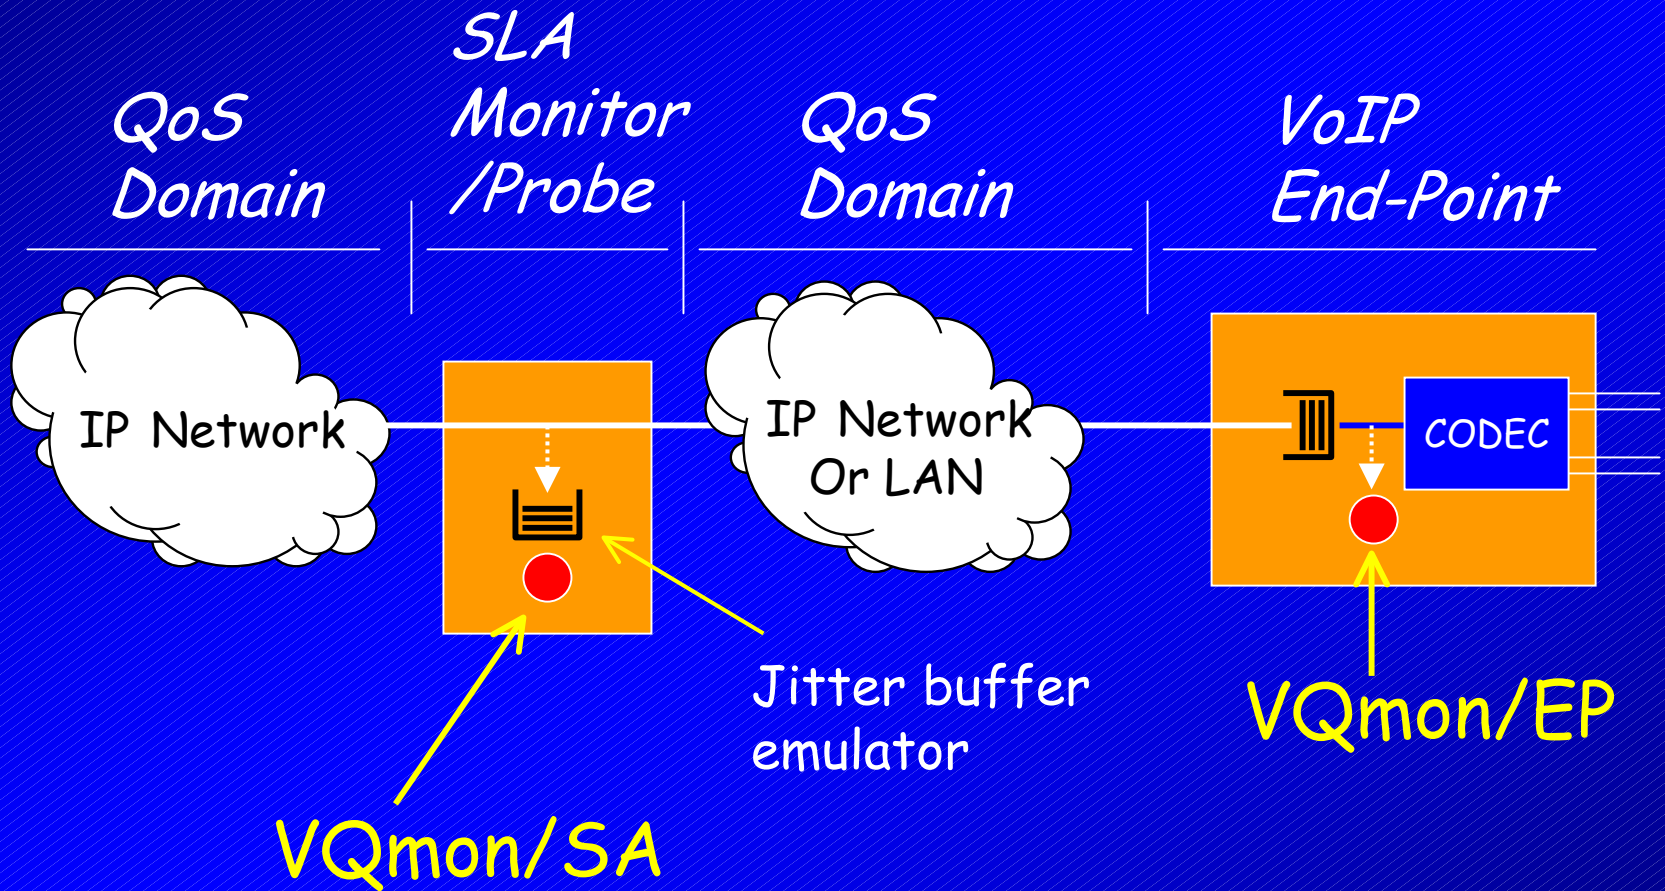 QoS
Domain
SLA
Monitor
/Probe
QoS
Domain
VoIP
End-Point
IP Network
IP Network
Or LAN
CODEC
Jitter buffer
emulator
VQmon/EP
VQmon/SA